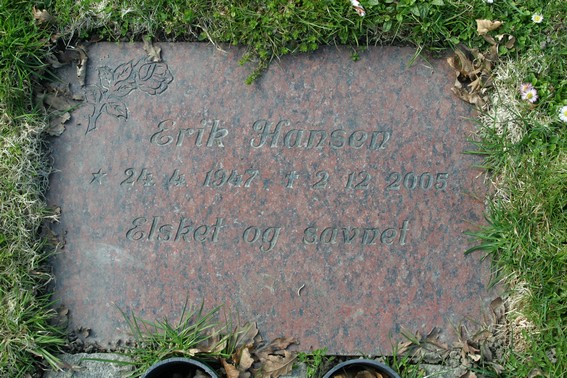 Erik Hansen
* 24. 4. 1947 † 2. 12. 2005
Elsket og savnet